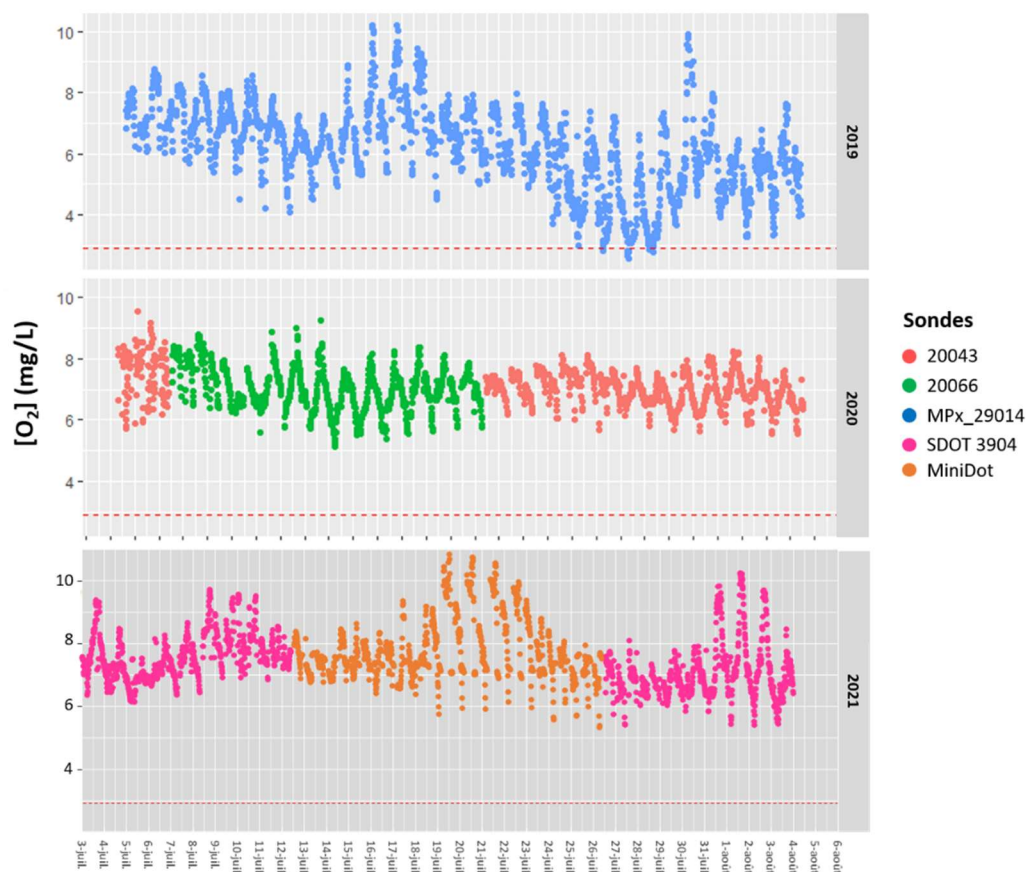 10
8
6
4
2019
10
8
6
4
2020
10
8
6
4
2021
[O₂] (mg/L)
Sondes
20043
20066
MPx_29014
SDOT 3904
MiniDot
3-juil.
4-juil.
5-juil.
6-juil.
7-juil.
8-juil.
9-juil.
10-juil.
11-juil.
12-juil.
13-juil.
14-juil.
15-juil.
16-juil.
17-juil.
18-juil.
19-juil.
20-juil.
21-juil.
22-juil.
23-juil.
24-juil.
25-juil.
26-juil.
27-juil.
28-juil.
29-juil.
30-juil.
31-juil.
1-août
2-août
3-août
4-août
5-août
6-août